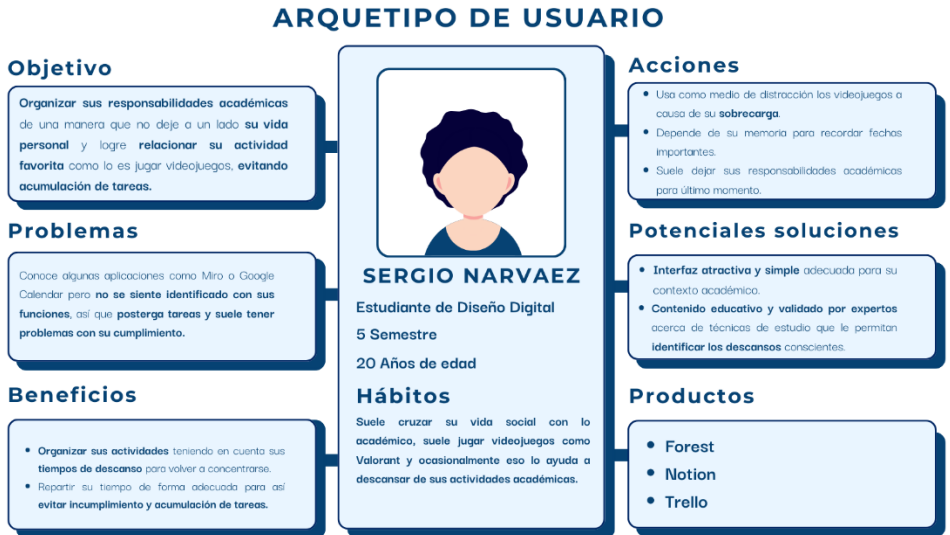 ARQUETIPO DE USUARIO
Objetivo
Organizar sus responsabilidades académicas
de una manera que no deje a un lado su vida
personal y logre relacionar su actividad
favorita como lo es jugar videojuegos, evitando
acumulación de tareas.
Problemas
Conoce algunas aplicaciones como Miro o Google
Calendar pero no se siente identificado con sus
funciones, así que posterga tareas y suele tener
problemas con su cumplimiento.
Beneficios
• Organizar sus actividades teniendo en cuenta sus
tiempos de descanso para volver a concentrarse.
• Repartir su tiempo de forma adecuada para así
evitar incumplimiento y acumulación de tareas.
SERGIO NARVAEZ
Estudiante de Diseño Digital
5 Semestre
20 Años de edad
Hábitos
Suele cruzar su vida social con lo
académico, suele jugar videojuegos como
Valorant y ocasionalmente eso lo ayuda a
descansar de sus actividades académicas.
Acciones
• Usa como medio de distracción los videojuegos a
causa de su sobrecarga.
• Depende de su memoria para recordar fechas
importantes.
• Suele dejar sus responsabilidades académicas
para último momento.
Potenciales soluciones
• Interfaz atractiva y simple adecuada para su
contexto académico.
• Contenido educativo y validado por expertos
acerca de técnicas de estudio que le permitan
identificar los descansos conscientes.
Productos
• Forest
• Notion
• Trello